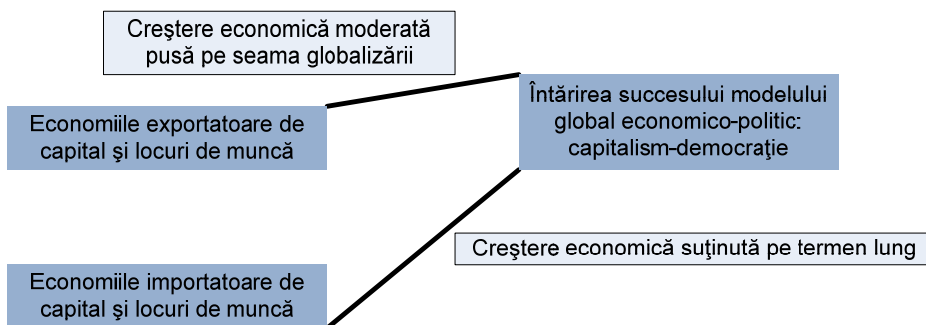 Creştere economică moderată
pusă pe seama globalizării
Întărirea succesului modelului
global economico-politic:
capitalism-democraţie
Economiile exportatoare de
capital şi locuri de muncă
Creştere economică suţinută pe termen lung
Economiile importatoare de
capital şi locuri de muncă